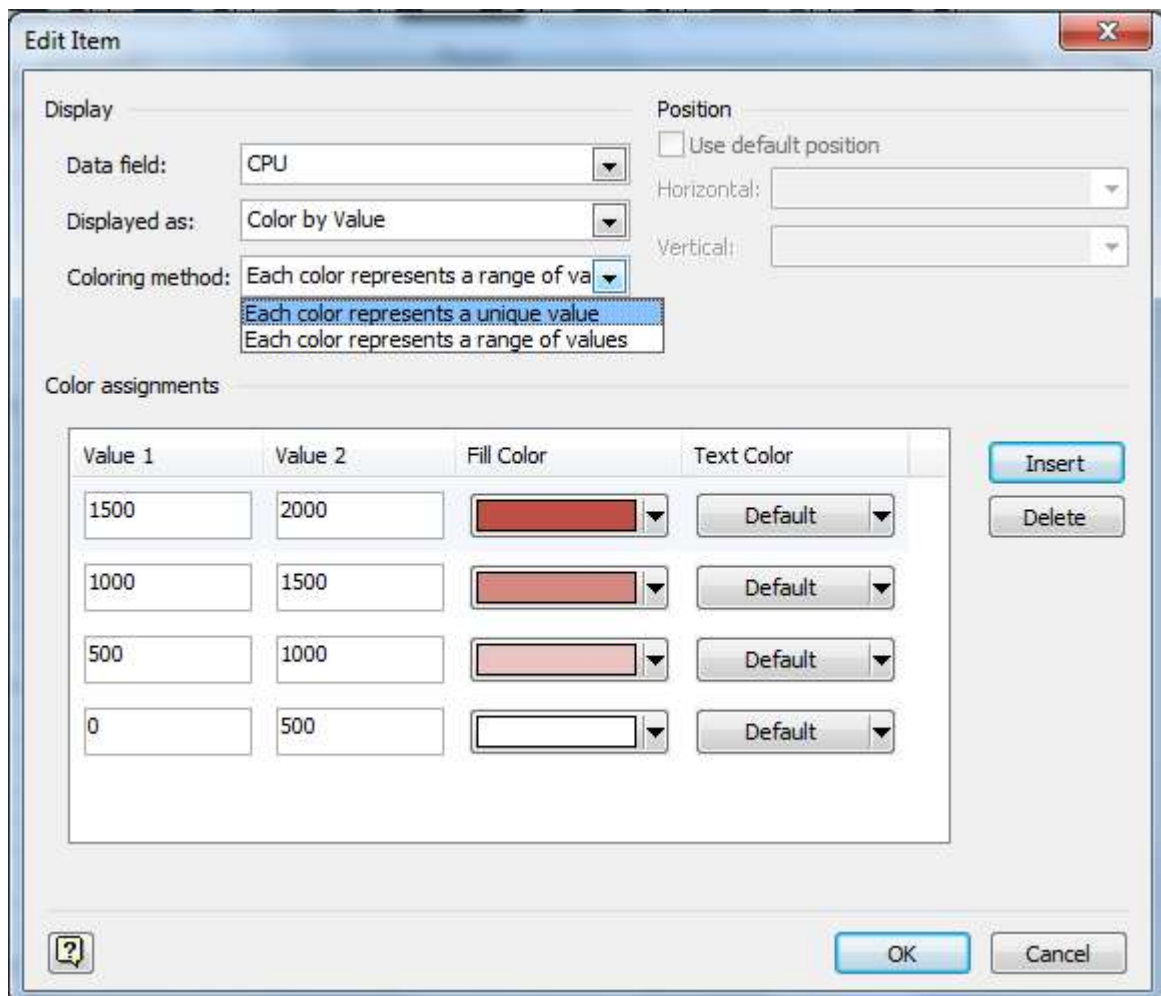 Edit Item
Display
Data field: CPU
Displayed as: Color by Value
Coloring method: Each color represents a range of va
Each color represents a unique value
Each color represents a range of values
Position
Use default position
Horizontal:
Vertical:
Color assignments
Value 1 Value 2 Fill Color Text Color
1500 2000 Default
1000 1500 Default
500 1000 Default
0 500 Default
Insert
Delete
OK Cancel